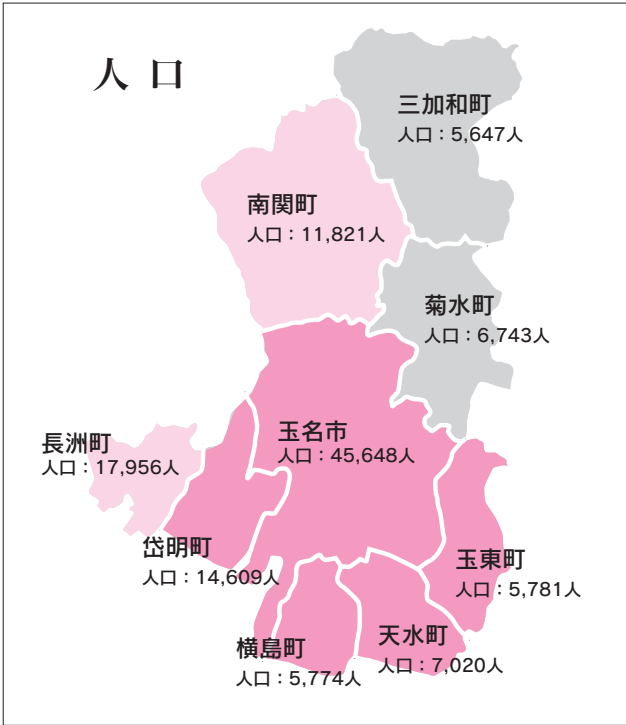 人口
三加和町
人口：5,647人
南関町
人口：11,821人
菊水町
人口：6,743人
玉名市
人口：45,648人
長洲町
人口：17,956人
岱明町
人口：14,609人
玉東町
人口：5,781人
横島町
人口：5,774人
天水町
人口：7,020人